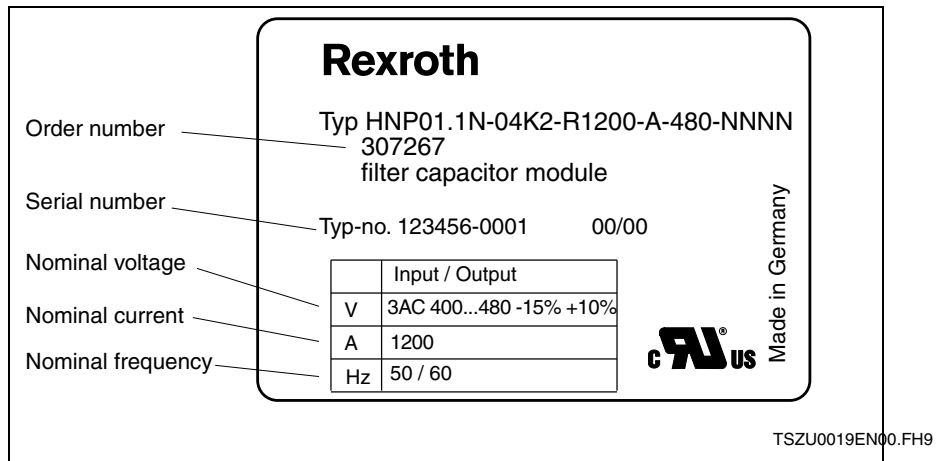 Rexroth
Typ HNP01.1N-04K2-R1200-A-480-NNNN
Order number
307267
filter capacitor module
Serial number
Typ-no. 123456-0001 00/00
Nominal voltage
Input / Output
V 3AC 400...480 -15% +10%
Nominal current
A 1200
Nominal frequency
Hz 50 / 60
c RU ® US
Made in Germany
TSZU0019EN00.FH9